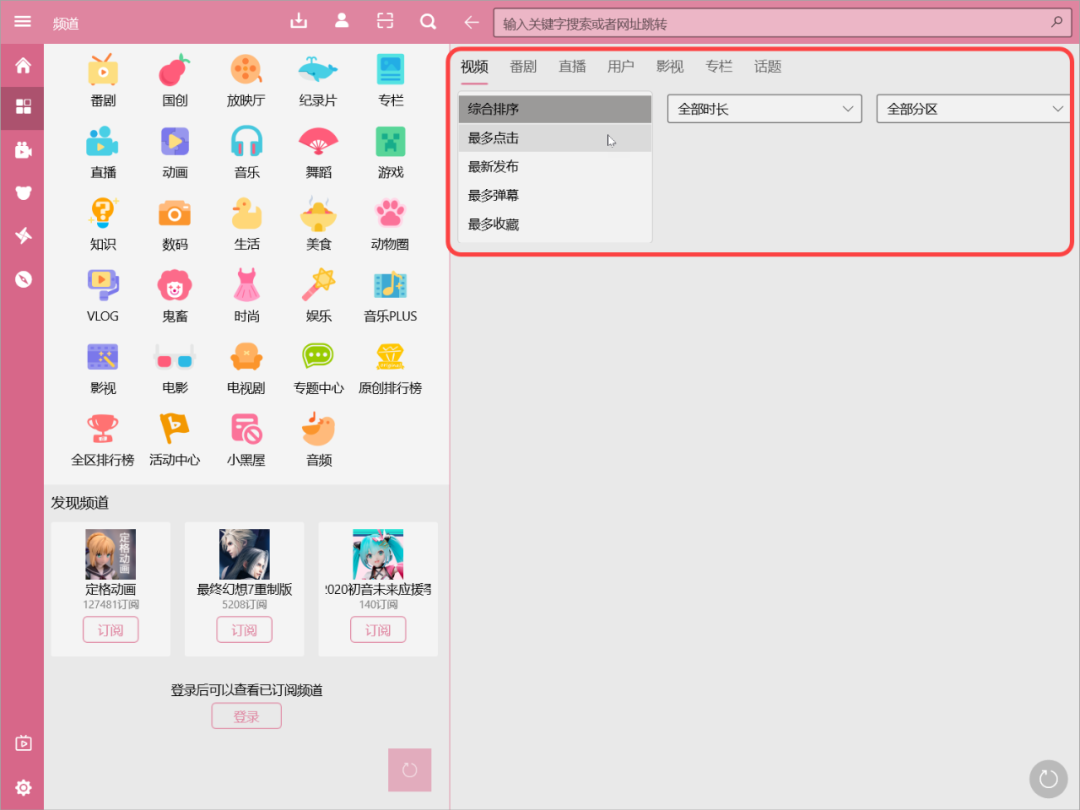 频道
输入关键字搜索或者网址跳转
番剧 国创 放映厅 纪录片 专栏
直播 动画 音乐 舞蹈 游戏
知识 数码 生活 美食 动物圈
VLOG 鬼畜 时尚 娱乐 音乐PLUS
影视 电影 电视剧 专题中心 原创排行榜
全区排行榜 活动中心 小黑屋 音频
发现频道
定格动画
定格动画 最终幻想7重制版 2020初音未来应援季
127481订阅 5208订阅 140订阅
订阅 订阅 订阅
登录后可以查看已订阅频道
登录
视频 番剧 直播 用户 影视 专栏 话题
综合排序 全部时长 全部分区
最多点击
最新发布
最多弹幕
最多收藏